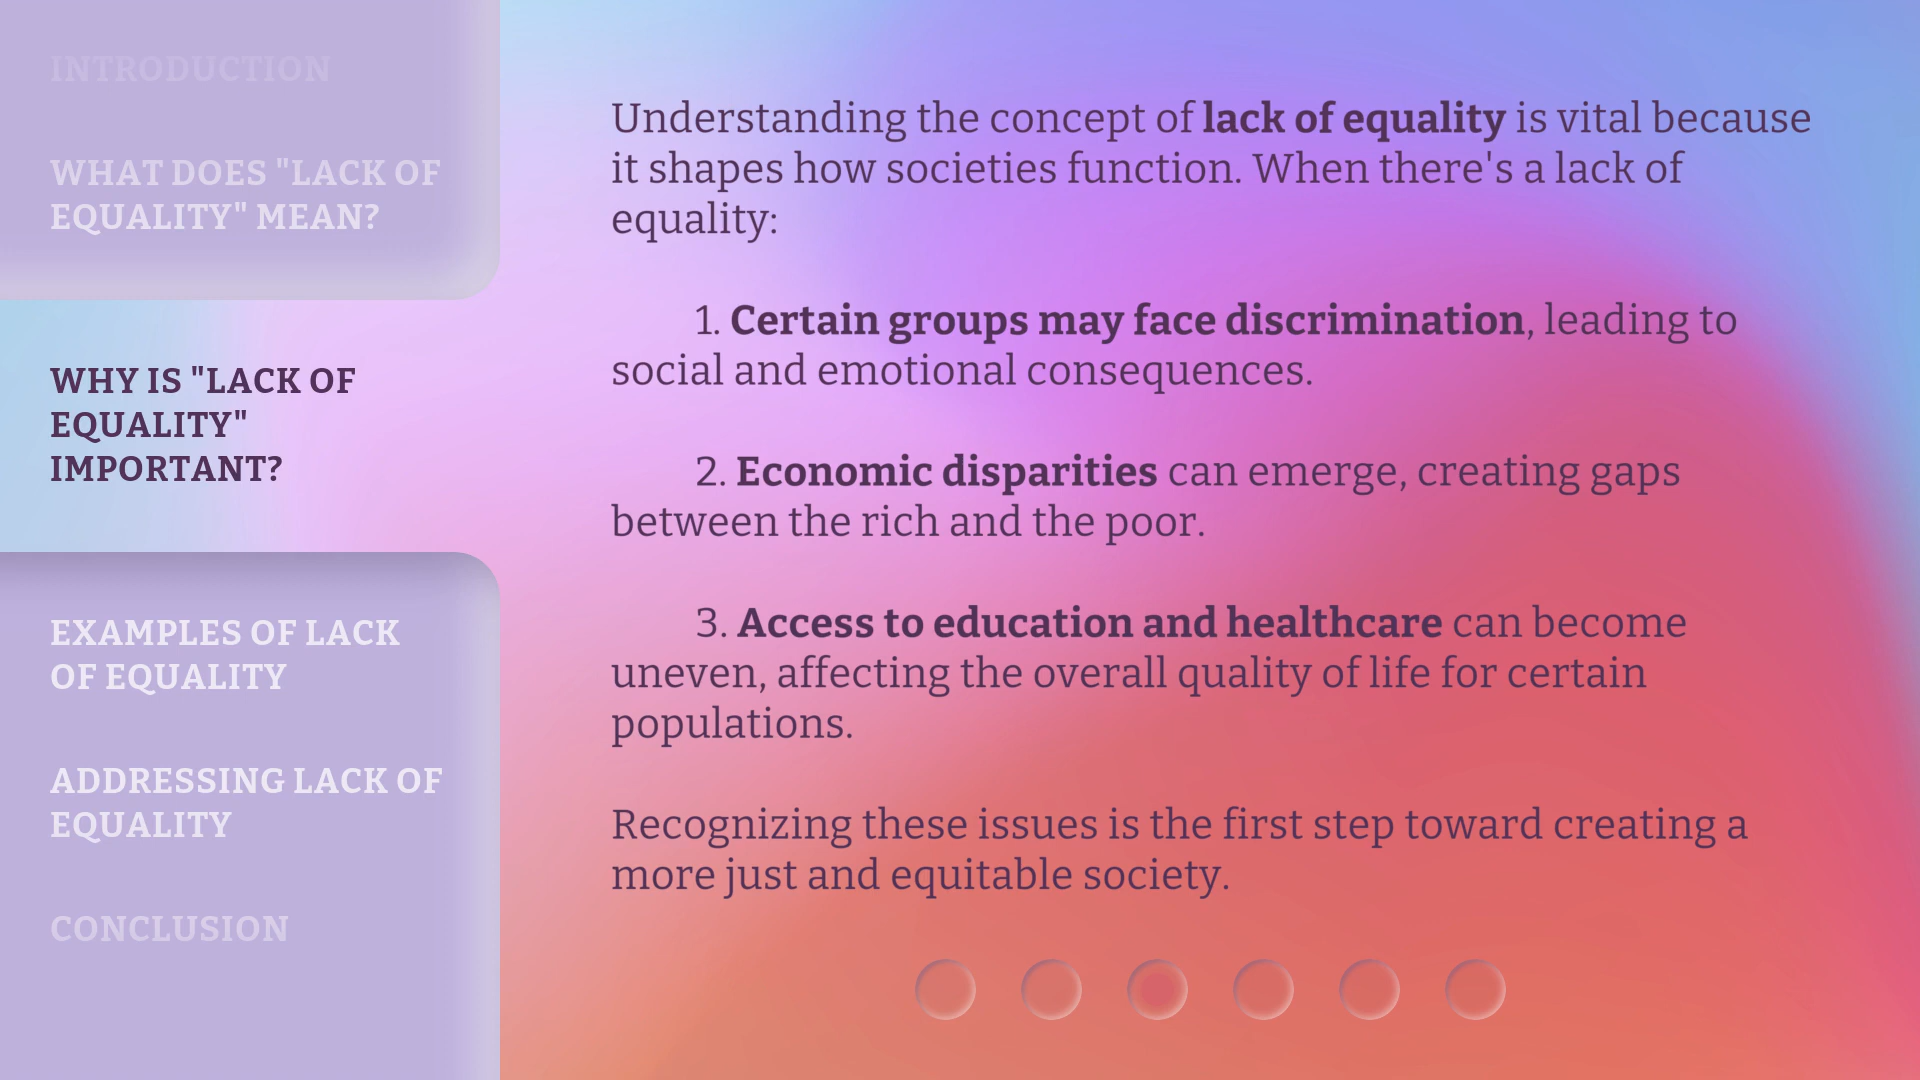 INTRODUCTION
WHAT DOES "LACK OF
EQUALITY" MEAN?
WHY IS "LACK OF
EQUALITY"
IMPORTANT?
EXAMPLES OF LACK
OF EQUALITY
ADDRESSING LACK OF
EQUALITY
CONCLUSION
Understanding the concept of lack of equality is vital because
it shapes how societies function. When there's a lack of
equality:
1. Certain groups may face discrimination, leading to
social and emotional consequences.
2. Economic disparities can emerge, creating gaps
between the rich and the poor.
3. Access to education and healthcare can become
uneven, affecting the overall quality of life for certain
populations.
Recognizing these issues is the first step toward creating a
more just and equitable society.